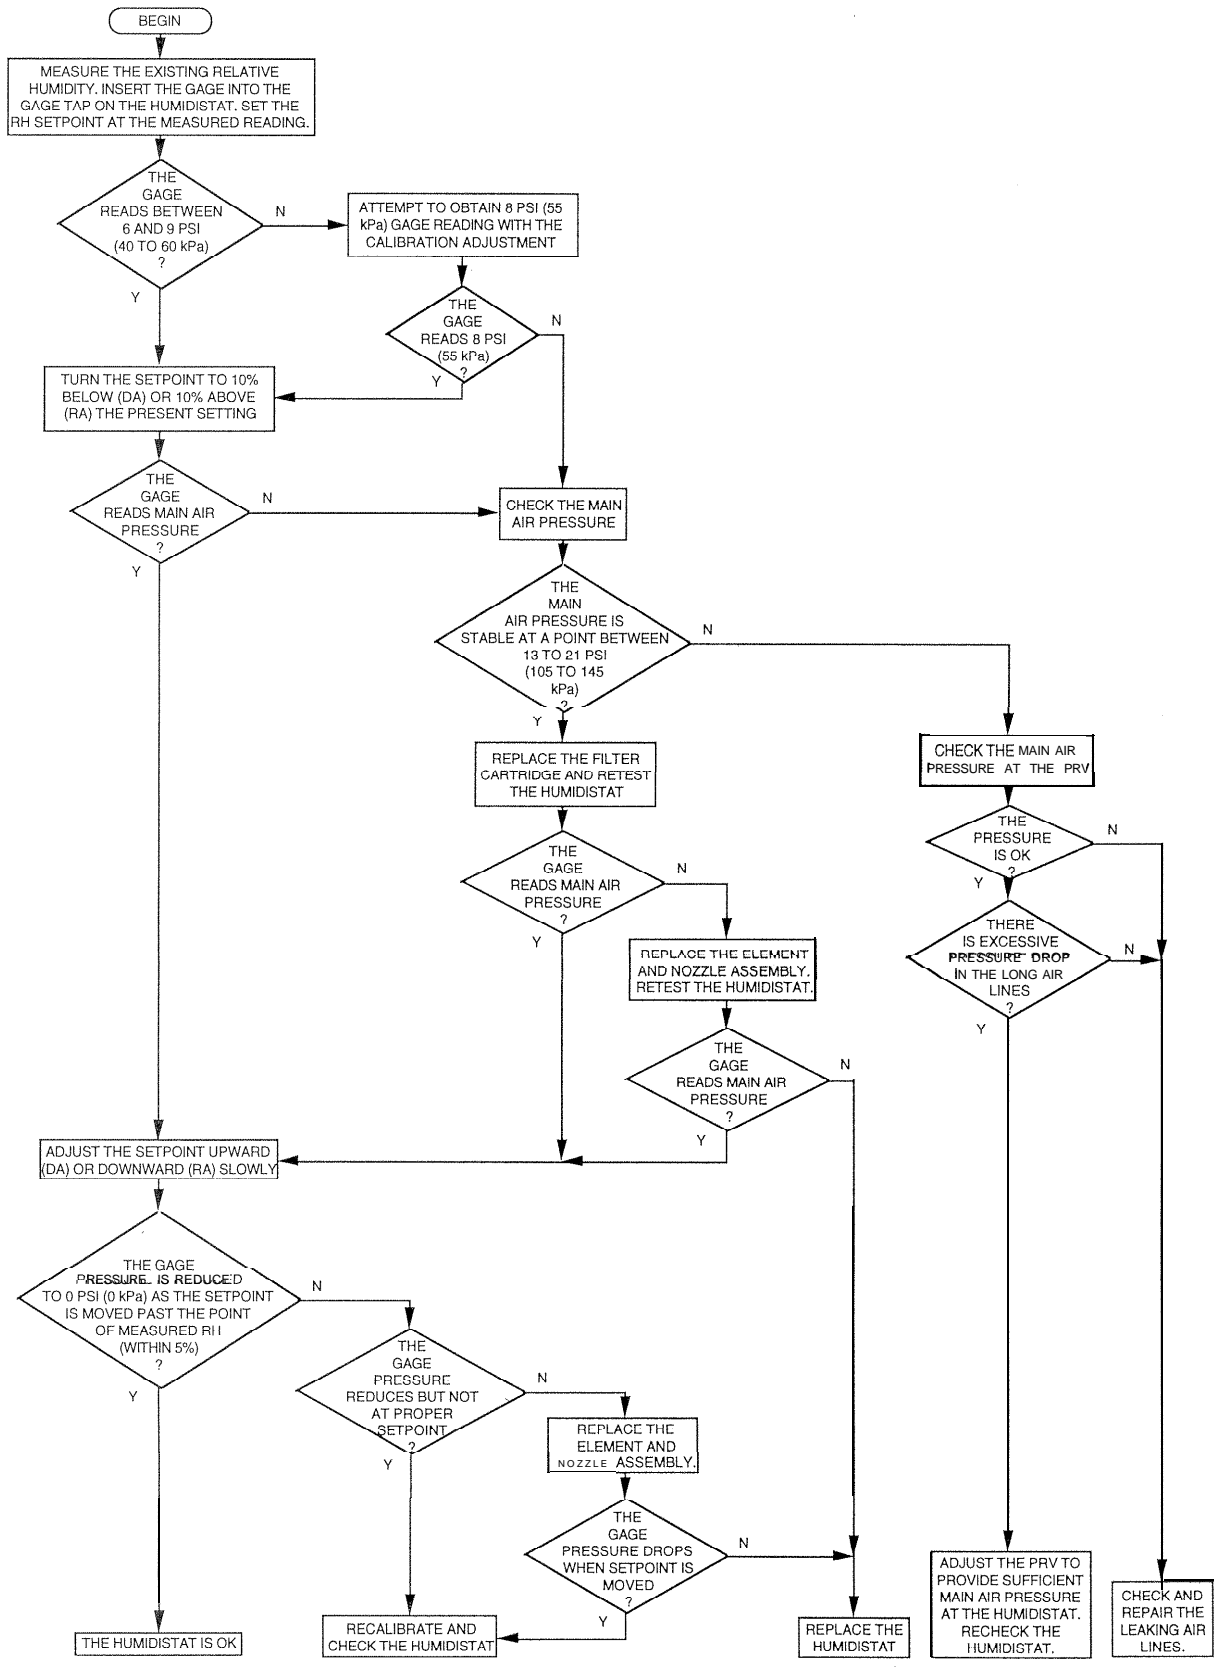 BEGIN
MEASURE THE EXISTING RELATIVE
HUMIDITY. INSERT THE GAGE INTO THE
GAGE TAP ON THE HUMIDISTAT. SET THE
RH SETPOINT AT THE MEASURED READING.
THE
GAGE
READS BETWEEN
6 AND 9 PSI
(40 TO 60 kPa)
?
N
Y
ATTEMPT TO OBTAIN 8 PSI (55
kPa) GAGE READING WITH THE
CALIBRATION ADJUSTMENT
THE
GAGE
READS 8 PSI
(55 kPa)
?
N
Y
TURN THE SETPOINT TO 10%
BELOW (DA) OR 10% ABOVE
(RA) THE PRESENT SETTING
THE
GAGE
READS MAIN AIR
PRESSURE
?
N
Y
CHECK THE MAIN
AIR PRESSURE
THE
MAIN
AIR PRESSURE IS
STABLE AT A POINT BETWEEN
13 TO 21 PSI
(105 TO 145
kPa)
?
N
Y
REPLACE THE FILTER
CARTRIDGE AND RETEST
THE HUMIDISTAT
CHECK THE MAIN AIR
PRESSURE AT THE PRV
THE
PRESSURE
IS OK
?
N
Y
THE
GAGE
READS MAIN AIR
PRESSURE
?
N
Y
THERE
IS EXCESSIVE
PRESSURE DROP
IN THE LONG AIR
LINES
?
N
Y
REPLACE THE ELEMENT
AND NOZZLE ASSEMBLY.
RETEST THE HUMIDISTAT.
THE
GAGE
READS MAIN AIR
PRESSURE
?
N
Y
ADJUST THE SETPOINT UPWARD
(DA) OR DOWNWARD (RA) SLOWLY
THE GAGE
PRESSURE IS REDUCED
TO 0 PSI (0 kPa) AS THE SETPOINT
IS MOVED PAST THE POINT
OF MEASURED RH
(WITHIN 5%)
?
N
Y
THE
GAGE
PRESSURE
REDUCES BUT NOT
AT PROPER
SETPOINT
?
N
Y
REPLACE THE
ELEMENT AND
NOZZLE ASSEMBLY.
THE
GAGE
PRESSURE DROPS
WHEN SETPOINT IS
MOVED
?
N
Y
THE HUMIDISTAT IS OK
RECALIBRATE AND
CHECK THE HUMIDISTAT
REPLACE THE
HUMIDISTAT
ADJUST THE PRV TO
PROVIDE SUFFICIENT
MAIN AIR PRESSURE
AT THE HUMIDISTAT.
RECHECK THE
HUMIDISTAT.
CHECK AND
REPAIR THE
LEAKING AIR
LINES.